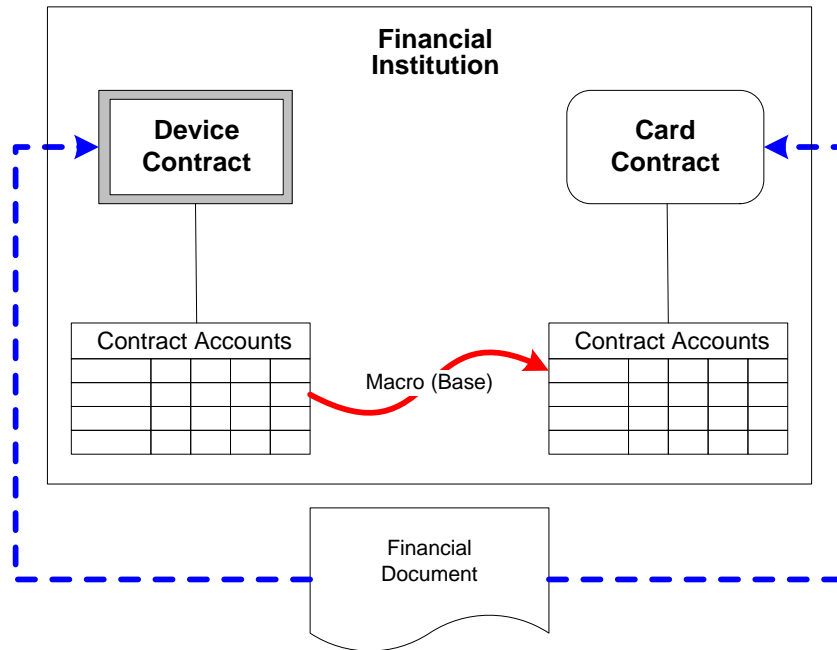 Financial
Institution
Device
Contract
Card
Contract
Contract Accounts
Contract Accounts
Macro (Base)
Financial
Document